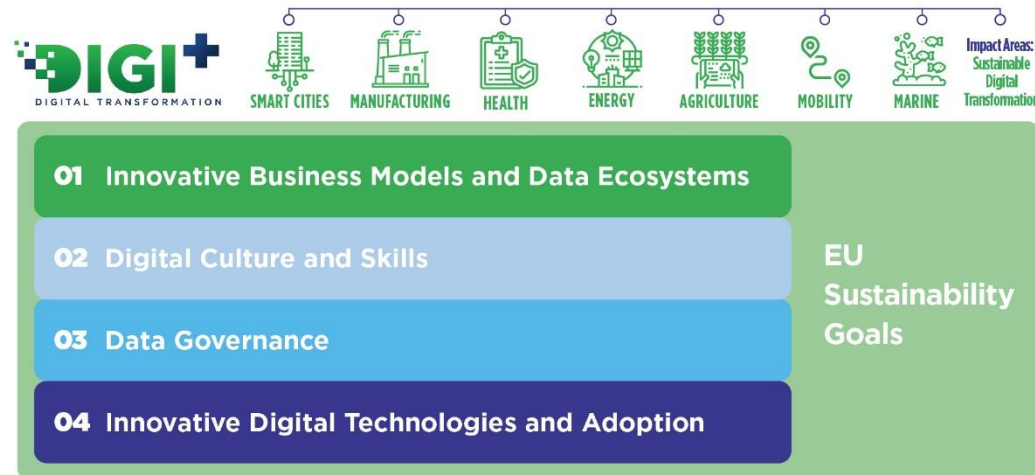 DIGI+
DIGITAL TRANSFORMATION
SMART CITIES
MANUFACTURING
HEALTH
ENERGY
AGRICULTURE
MOBILITY
MARINE
Impact Areas:
Sustainable
Digital
Transformation
01 Innovative Business Models and Data Ecosystems
02 Digital Culture and Skills
03 Data Governance
04 Innovative Digital Technologies and Adoption
EU
Sustainability
Goals